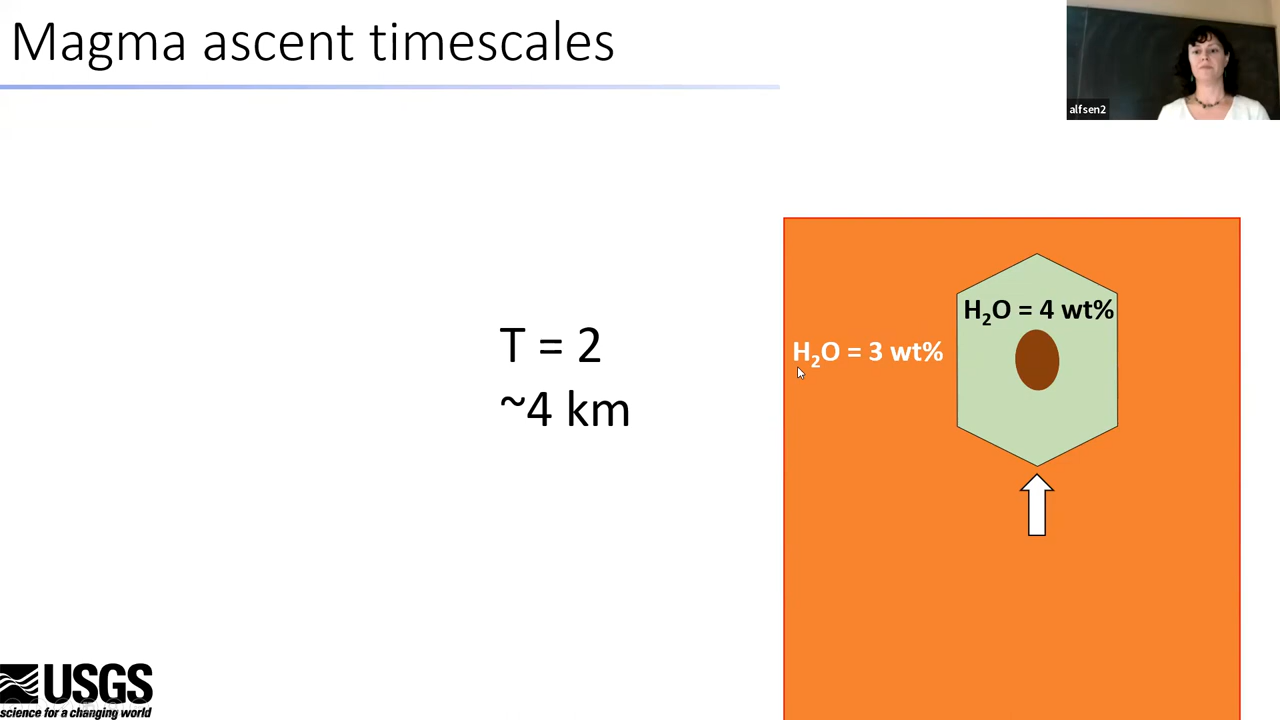 Magma ascent timescales
alfsen2
H₂O = 4 wt%
H₂O = 3 wt%
T = 2
~4 km
USGS
science for a changing world